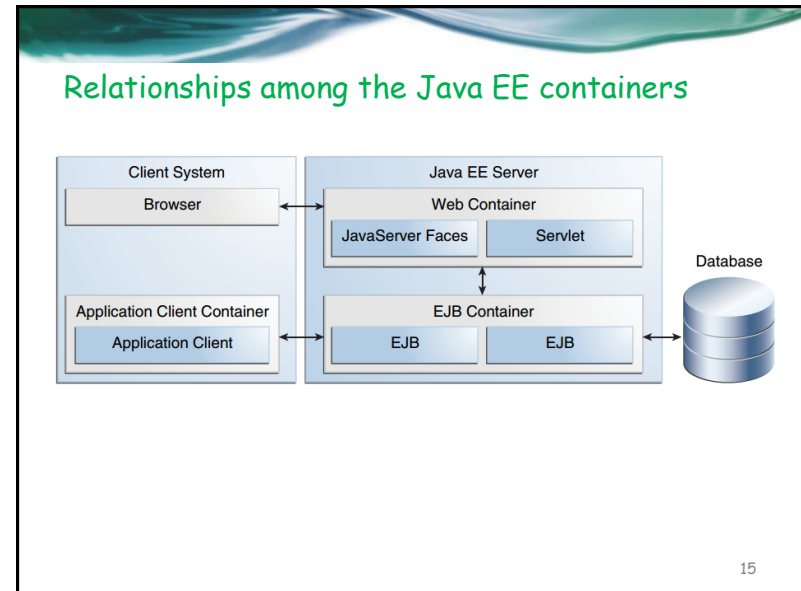 Relationships among the Java EE containers
Client System
Browser
Application Client Container
Application Client
Java EE Server
Web Container
JavaServer Faces
Servlet
EJB Container
EJB
EJB
Database
15